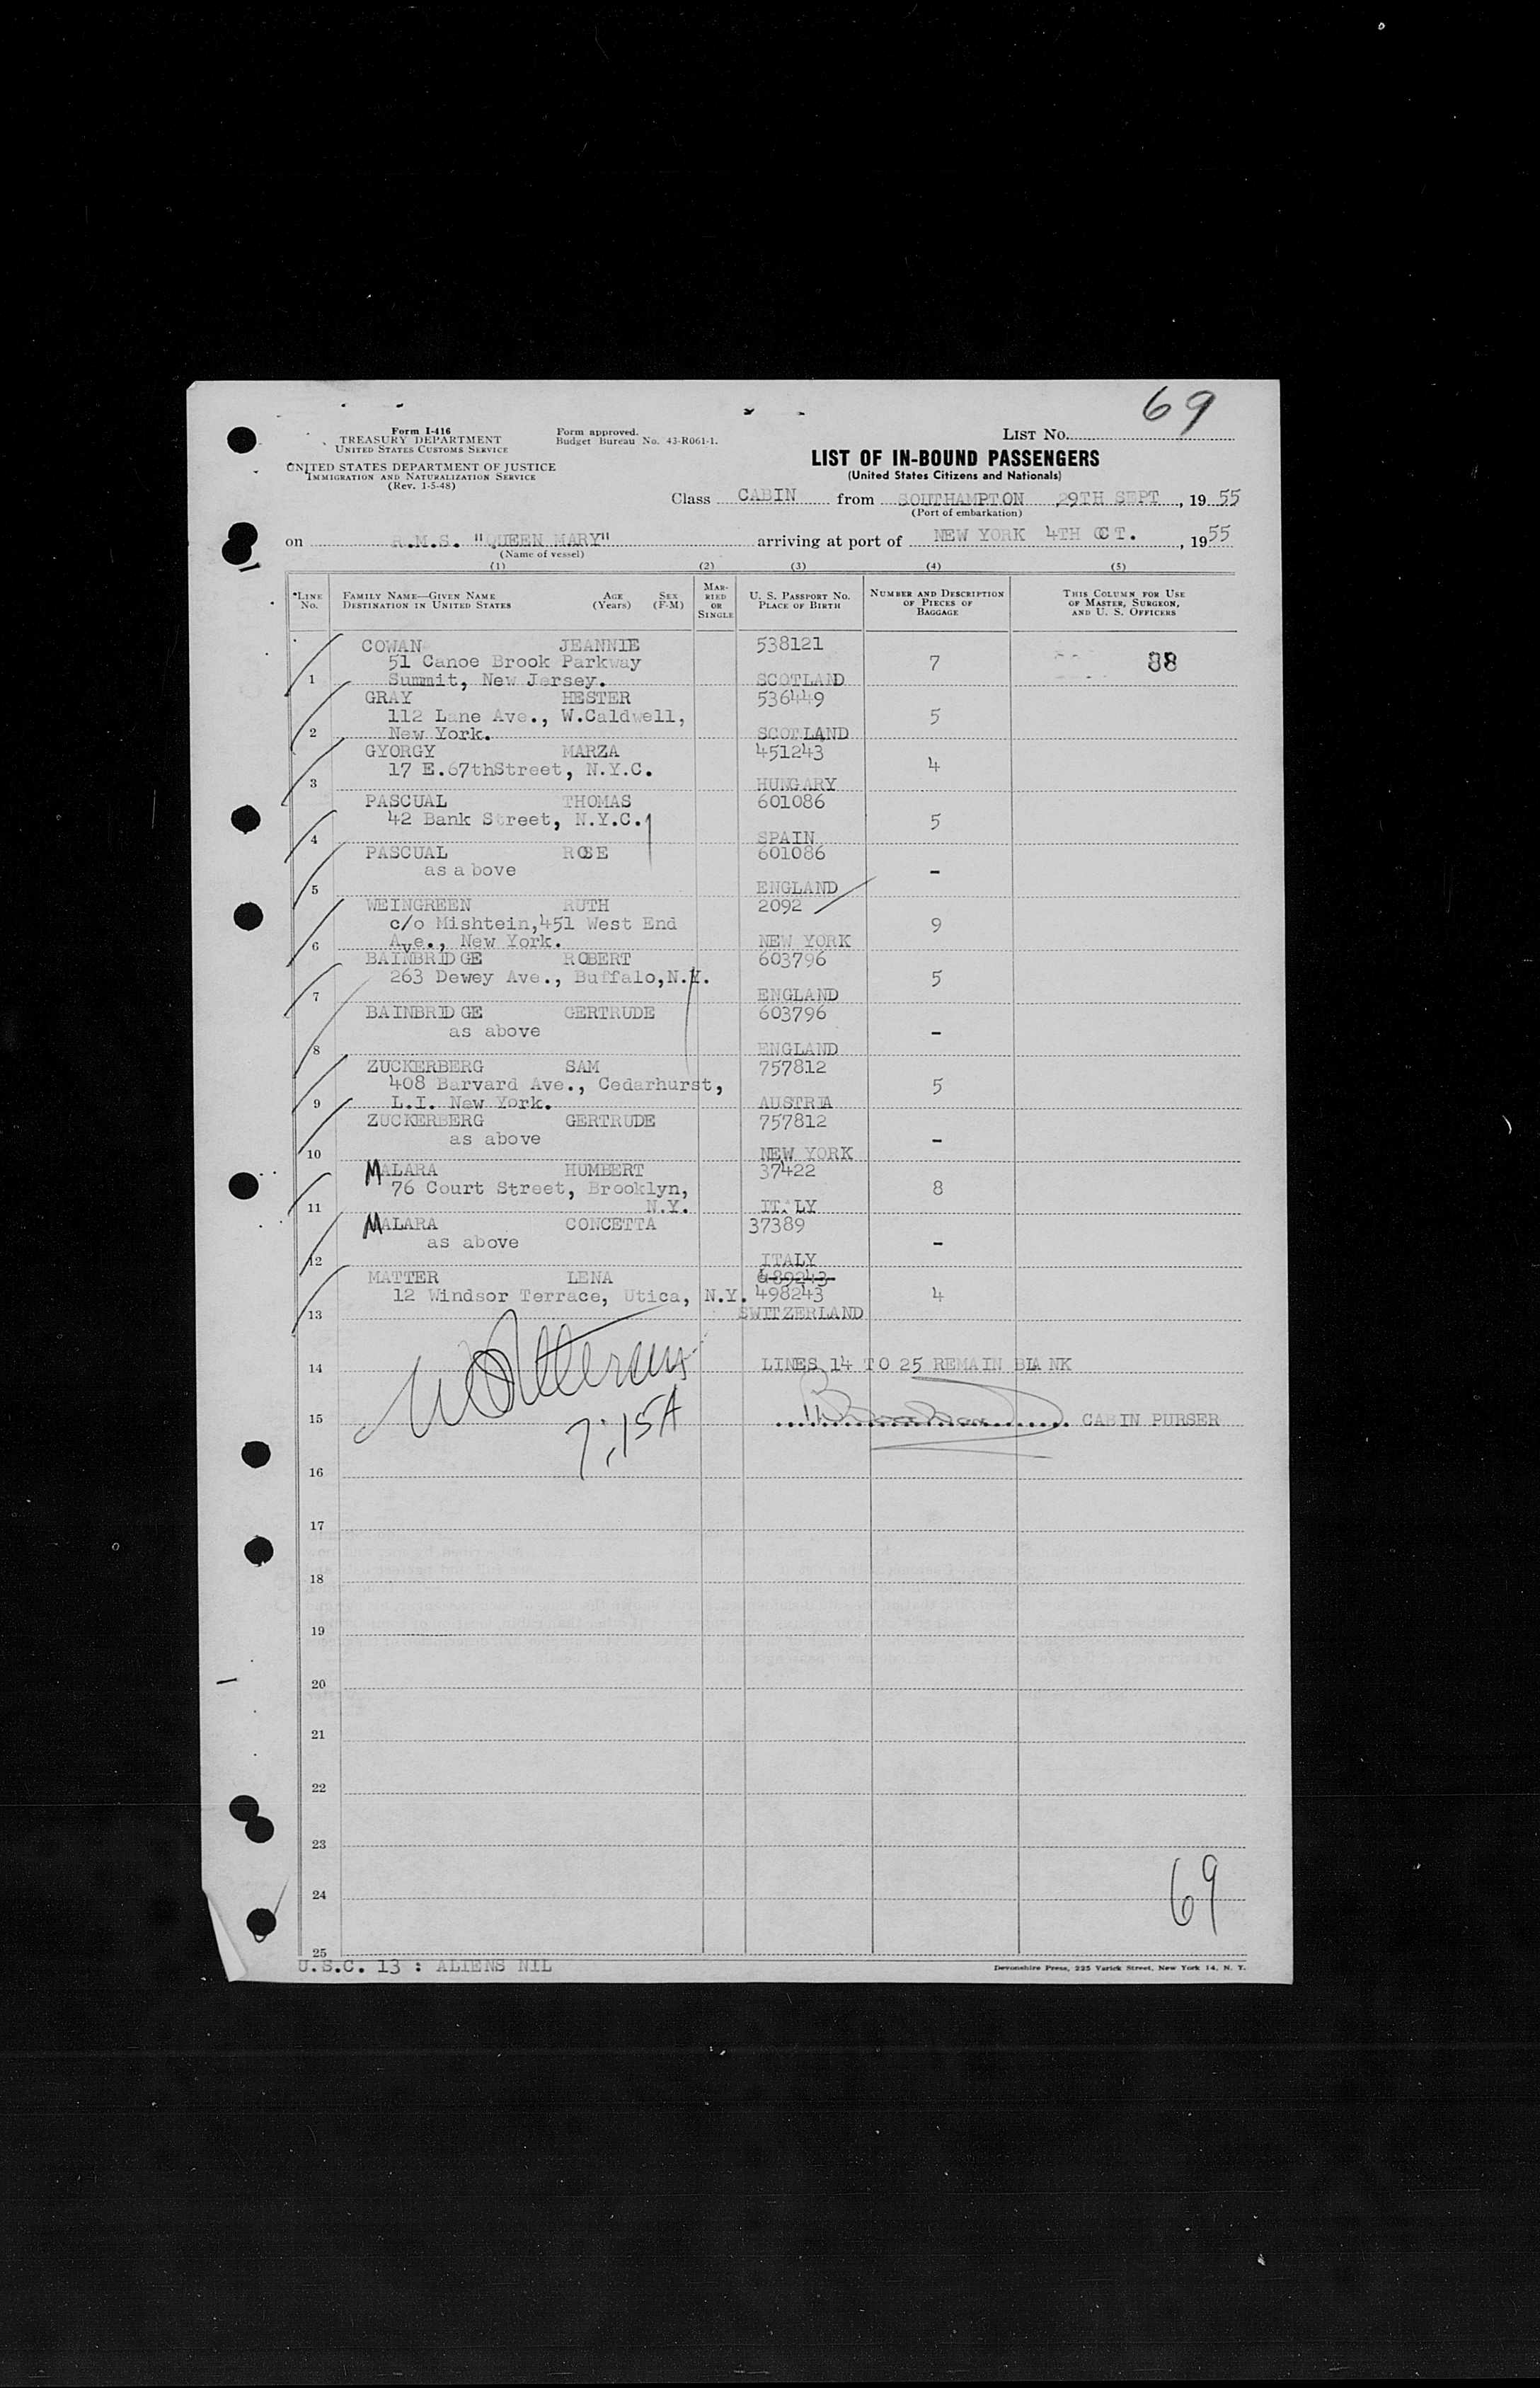 69
Form I-416
TREASURY DEPARTMENT
UNITED STATES CUSTOMS SERVICE
UNITED STATES DEPARTMENT OF JUSTICE
IMMIGRATION AND NATURALIZATION SERVICE
(Rev. 1-5-48)
Form approved.
Budget Bureau No. 43-R061-1.
LIST NO.
LIST OF IN-BOUND PASSENGERS
(United States Citizens and Nationals)
Class CABIN from SOUTHAMPTON, 29TH SEPT, 1955
(Port of embarkation)
on R.M.S. "QUEEN MARY" arriving at port of NEW YORK 4TH OCT., 1955
(Name of vessel)
(1) (2) (3) (4) (5)
*LINE NO. FAMILY NAME—GIVEN NAME DESTINATION IN UNITED STATES AGE (Years) SEX (F-M) MARRIED OR SINGLE U. S. PASSPORT NO. PLACE OF BIRTH NUMBER AND DESCRIPTION OF PIECES OF BAGGAGE THIS COLUMN FOR USE OF MASTER, SURGEON, AND U. S. OFFICERS
COWAN JEANNIE 538121
51 Canoe Brook Parkway 7 88
1 Summit, New Jersey. SCOTLAND
GRAY HESTER 536449
112 Lane Ave., W.Caldwell, 5
2 New York. SCOTLAND
GYORGY MARZA 451243
17 E.67thStreet, N.Y.C. 4
3 HUNGARY
PASCUAL THOMAS 601086
42 Bank Street, N.Y.C. 5
4 SPAIN
PASCUAL ROSE 601086
as above -
5 ENGLAND
WEINGREEN RUTH 2092
c/o Mishtein,451 West End 9
6 Ave., New York. NEW YORK
BAINBRIDGE ROBERT 603796
263 Dewey Ave., Buffalo,N.Y. 5
7 ENGLAND
BAINBRIDGE GERTRUDE 603796
as above -
8 ENGLAND
ZUCKERBERG SAM 757812
408 Barvard Ave., Cedarhurst, 5
9 L.I. New York. AUSTRIA
ZUCKERBERG GERTRUDE 757812
as above -
10 NEW YORK
MALARA HUMBERT 37422
76 Court Street, Brooklyn, 8
11 N.Y. ITALY
MALARA CONCETTA 37389
as above -
12 ITALY
MATTER LENA 489243
12 Windsor Terrace, Utica, N.Y. 498243 4
13 SWITZERLAND
14 LINES 14 TO 25 REMAIN BLANK
7:15A
15 CABIN PURSER
16
17
18
19
20
21
22
23
69
24
25
U.S.C. 13 : ALIENS NIL
Devonshire Press, 225 Varick Street, New York 14, N. Y.